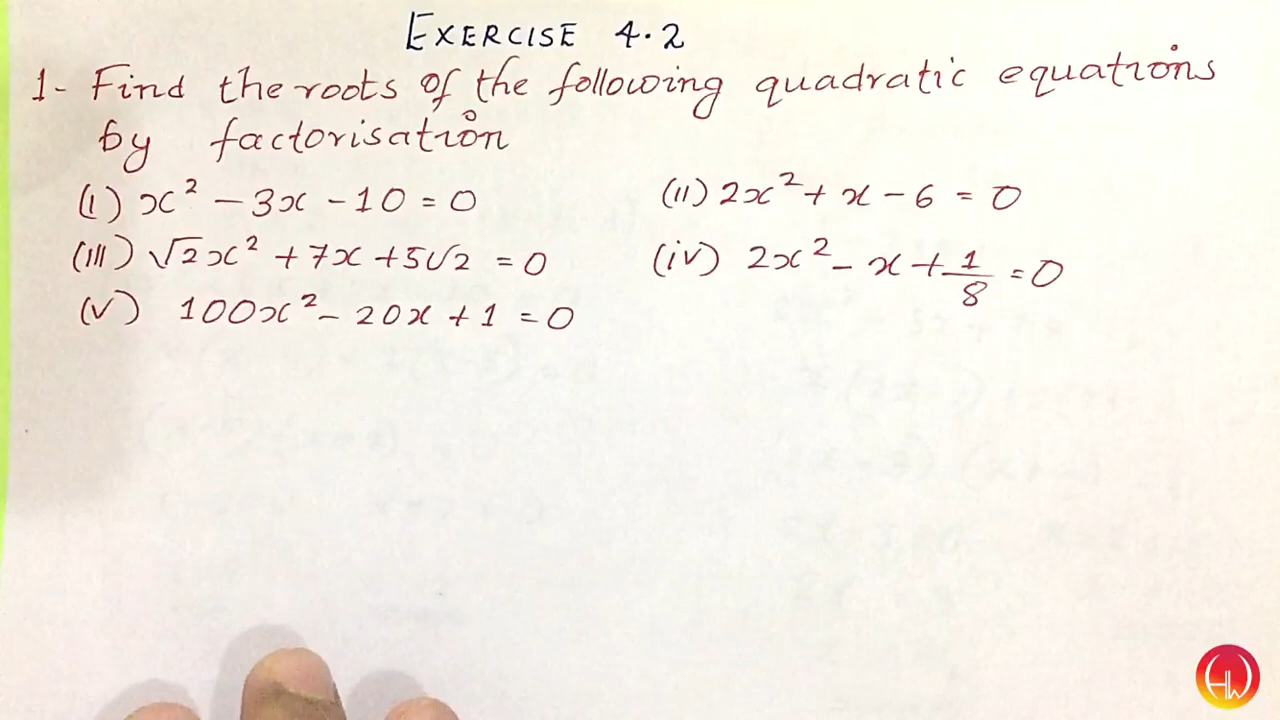 EXERCISE 4.2
1- Find the roots of the following quadratic equations
by factorisation
(i) x² - 3x - 10 = 0 (ii) 2x² + x - 6 = 0
(iii) √2x² + 7x + 5√2 = 0 (iv) 2x² - x + 1/8 = 0
(v) 100x² - 20x + 1 = 0